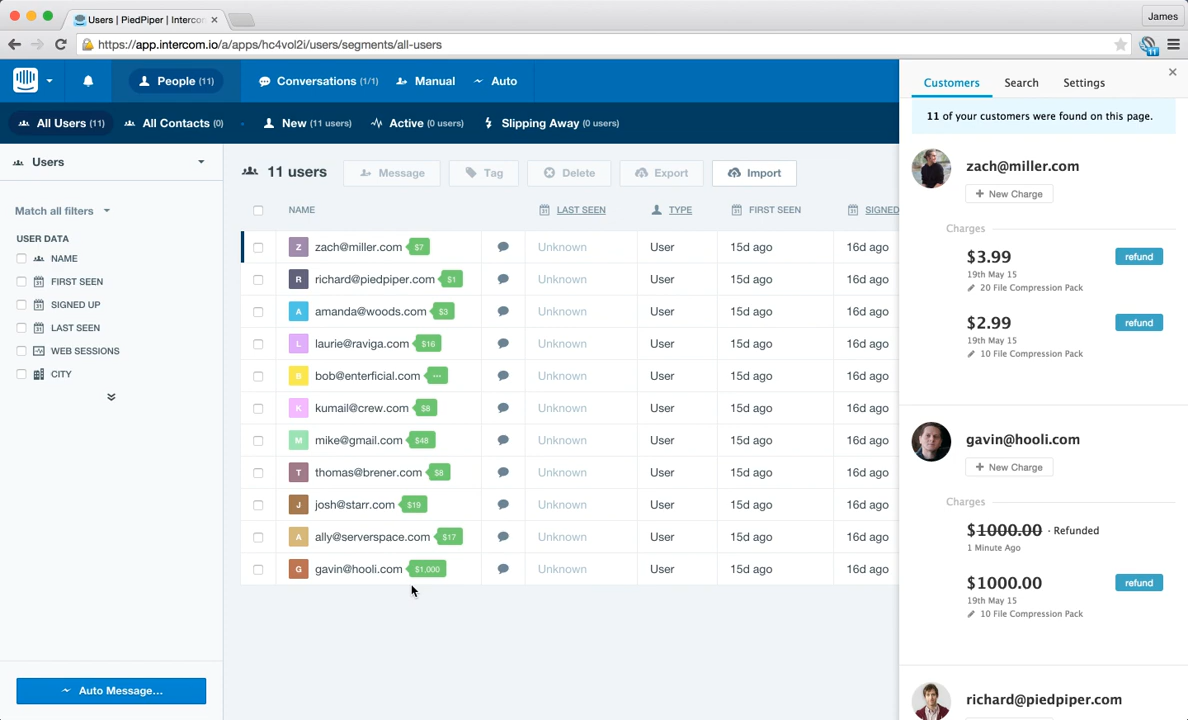 Users | PiedPiper | Interco
James
https://app.intercom.io/a/apps/hc4vol2i/users/segments/all-users
11
People (11)
Conversations (1/1)
Manual
Auto
All Users (11)
All Contacts (0)
New (11 users)
Active (0 users)
Slipping Away (0 users)
Users
Match all filters
USER DATA
NAME
FIRST SEEN
SIGNED UP
LAST SEEN
WEB SESSIONS
CITY
Auto Message...
11 users
Message
Tag
Delete
Export
Import
NAME LAST SEEN TYPE FIRST SEEN SIGNED
Z zach@miller.com $7 Unknown User 15d ago 16d ago
R richard@piedpiper.com $1 Unknown User 15d ago 16d ago
A amanda@woods.com $3 Unknown User 15d ago 16d ago
L laurie@raviga.com $16 Unknown User 15d ago 16d ago
B bob@enterficial.com ... Unknown User 15d ago 16d ago
K kumail@crew.com $8 Unknown User 15d ago 16d ago
M mike@gmail.com $48 Unknown User 15d ago 16d ago
T thomas@brener.com $8 Unknown User 15d ago 16d ago
J josh@starr.com $19 Unknown User 15d ago 16d ago
A ally@serverspace.com $17 Unknown User 15d ago 16d ago
G gavin@hooli.com $1,000 Unknown User 15d ago 16d ago
Customers
Search
Settings
11 of your customers were found on this page.
zach@miller.com
+ New Charge
Charges
$3.99 refund
19th May 15
20 File Compression Pack
$2.99 refund
19th May 15
10 File Compression Pack
gavin@hooli.com
+ New Charge
Charges
$1000.00 · Refunded
1 Minute Ago
$1000.00 refund
19th May 15
10 File Compression Pack
richard@piedpiper.com
+ New Charge